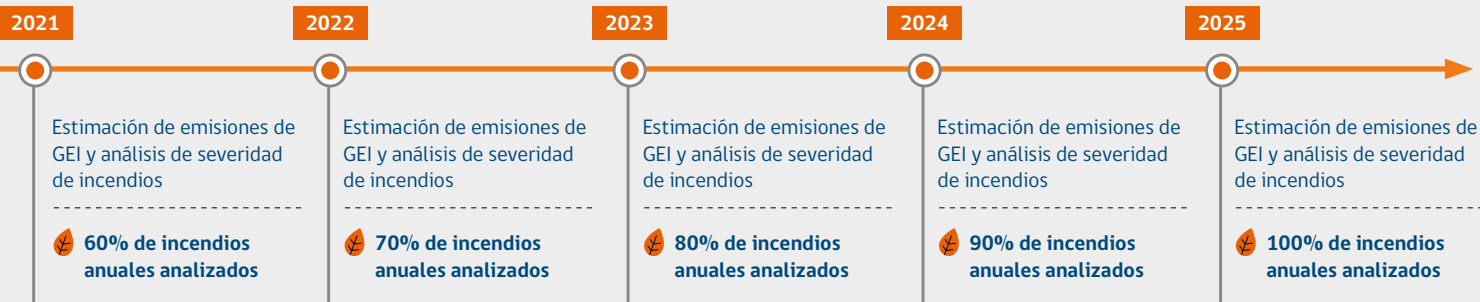 2021
Estimación de emisiones de
GEI y análisis de severidad
de incendios
60% de incendios
anuales analizados
2022
Estimación de emisiones de
GEI y análisis de severidad
de incendios
70% de incendios
anuales analizados
2023
Estimación de emisiones de
GEI y análisis de severidad
de incendios
80% de incendios
anuales analizados
2024
Estimación de emisiones de
GEI y análisis de severidad
de incendios
90% de incendios
anuales analizados
2025
Estimación de emisiones de
GEI y análisis de severidad
de incendios
100% de incendios
anuales analizados